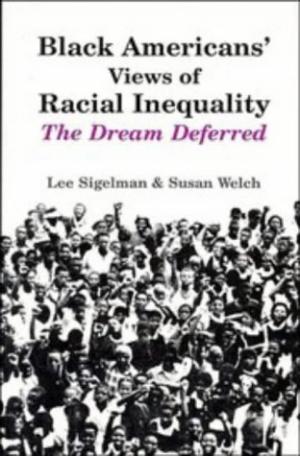 Black Americans'
Views of
Racial Inequality
The Dream Deferred
Lee Sigelman & Susan Welch